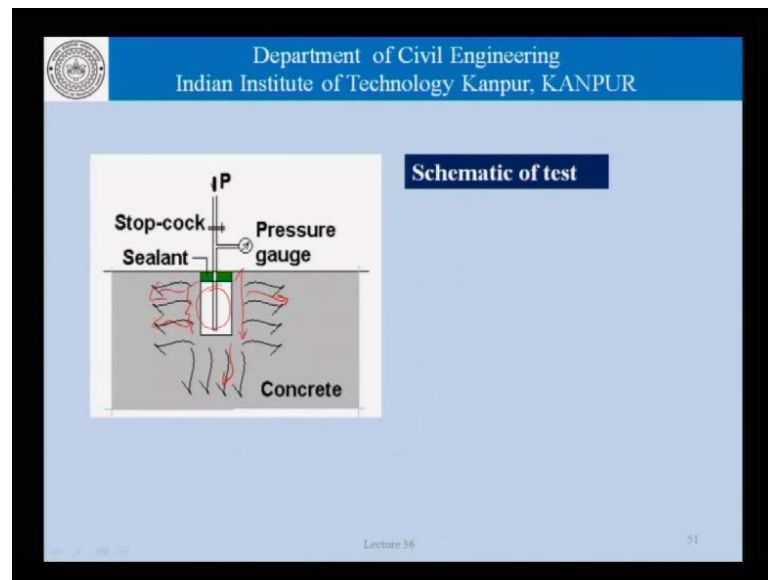 Department of Civil Engineering
Indian Institute of Technology Kanpur, KANPUR
Schematic of test
P
Stop-cock
Pressure
gauge
Sealant
Concrete
Lecture 36
51